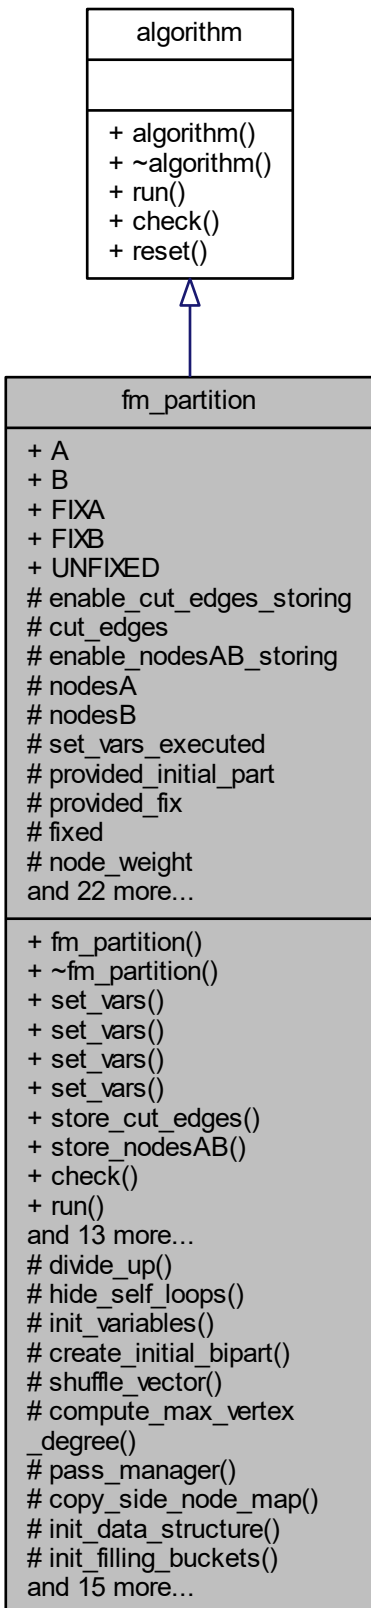 algorithm
+ algorithm()
+ ~algorithm()
+ run()
+ check()
+ reset()
fm_partition
+ A
+ B
+ FIXA
+ FIXB
+ UNFIXED
# enable_cut_edges_storing
# cut_edges
# enable_nodesAB_storing
# nodesA
# nodesB
# set_vars_executed
# provided_initial_part
# provided_fix
# fixed
# node_weight
and 22 more...
+ fm_partition()
+ ~fm_partition()
+ set_vars()
+ set_vars()
+ set_vars()
+ set_vars()
+ store_cut_edges()
+ store_nodesAB()
+ check()
+ run()
and 13 more...
# divide_up()
# hide_self_loops()
# init_variables()
# create_initial_bipart()
# shuffle_vector()
# compute_max_vertex
_degree()
# pass_manager()
# copy_side_node_map()
# init_data_structure()
# init_filling_buckets()
and 15 more...